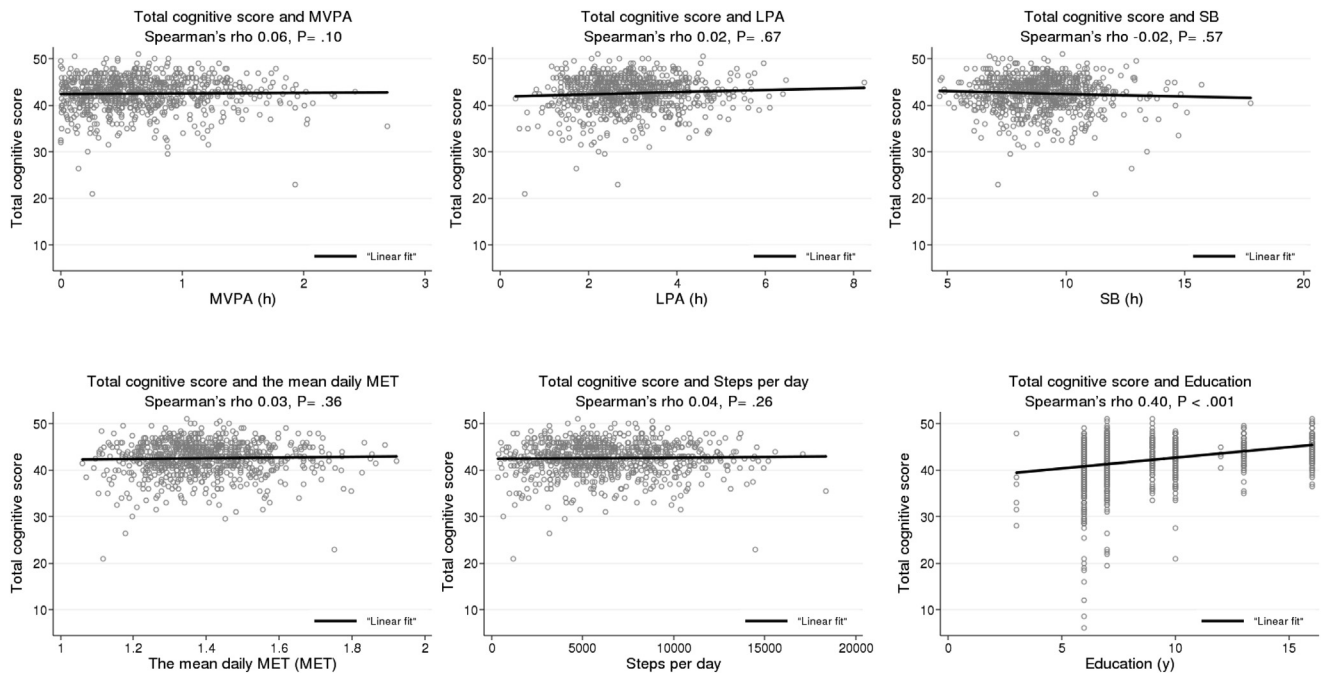 Total cognitive score and MVPA
Spearman's rho 0.06, P= .10
Total cognitive score
50
40
30
20
10
0
1
2
3
"Linear fit"
MVPA (h)
Total cognitive score and LPA
Spearman's rho 0.02, P= .67
Total cognitive score
50
40
30
20
10
0
2
4
6
8
"Linear fit"
LPA (h)
Total cognitive score and SB
Spearman's rho -0.02, P= .57
Total cognitive score
50
40
30
20
10
5
10
15
20
"Linear fit"
SB (h)
Total cognitive score and the mean daily MET
Spearman's rho 0.03, P= .36
Total cognitive score
50
40
30
20
10
1
1.2
1.4
1.6
1.8
2
"Linear fit"
The mean daily MET (MET)
Total cognitive score and Steps per day
Spearman's rho 0.04, P= .26
Total cognitive score
50
40
30
20
10
0
5000
10000
15000
20000
"Linear fit"
Steps per day
Total cognitive score and Education
Spearman's rho 0.40, P < .001
Total cognitive score
50
40
30
20
10
0
5
10
15
"Linear fit"
Education (y)